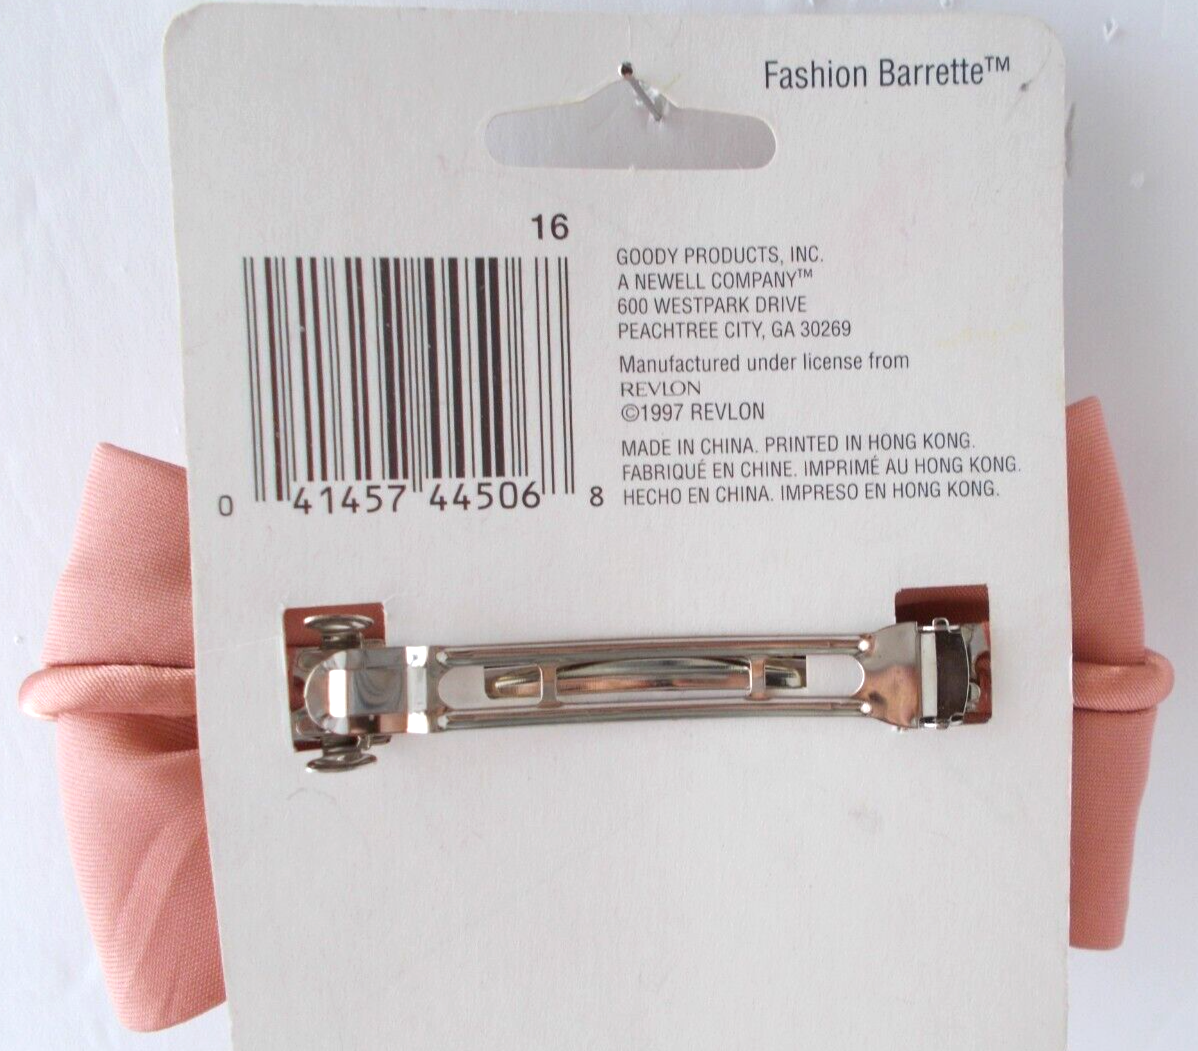 Fashion Barrette™
16
0 41457 44506 8
GOODY PRODUCTS, INC.
A NEWELL COMPANY™
600 WESTPARK DRIVE
PEACHTREE CITY, GA 30269
Manufactured under license from
REVLON
©1997 REVLON
MADE IN CHINA. PRINTED IN HONG KONG.
FABRIQUÉ EN CHINE. IMPRIMÉ AU HONG KONG.
HECHO EN CHINA. IMPRESO EN HONG KONG.